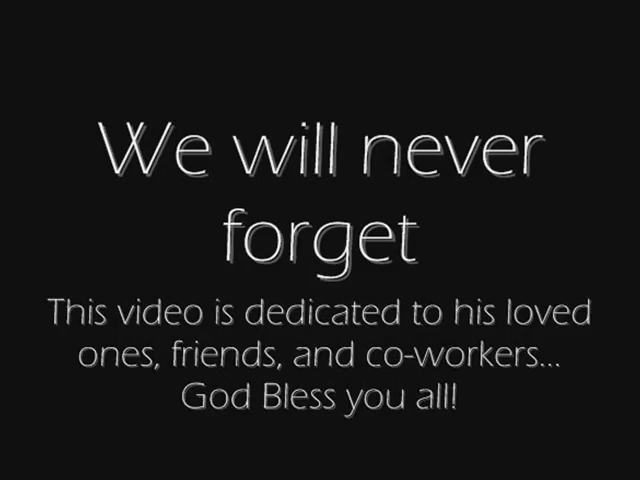 We will never
forget
This video is dedicated to his loved
ones, friends, and co-workers...
God Bless you all!